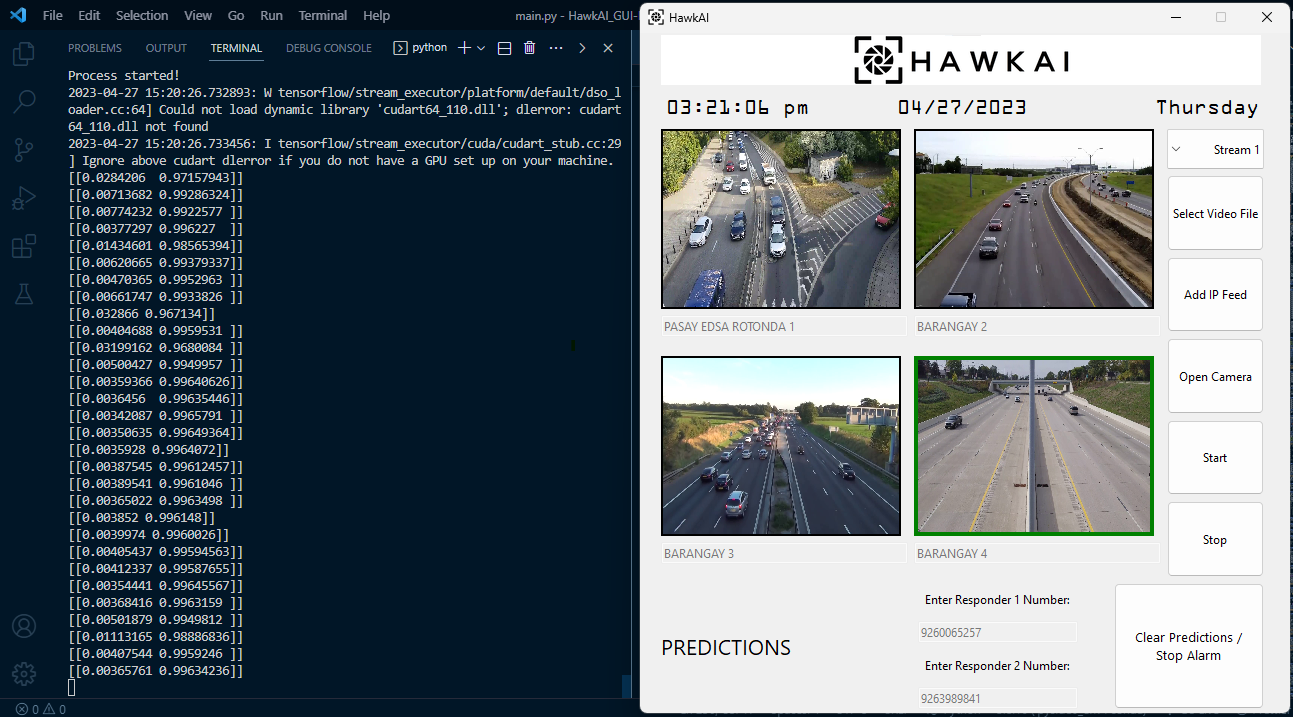 File Edit Selection View Go Run Terminal Help main.py - HawkAI_GUI-
PROBLEMS OUTPUT TERMINAL DEBUG CONSOLE python
Process started!
2023-04-27 15:20:26.732893: W tensorflow/stream_executor/platform/default/dso_l
oader.cc:64] Could not load dynamic library 'cudart64_110.dll'; dlerror: cudart
64_110.dll not found
2023-04-27 15:20:26.733456: I tensorflow/stream_executor/cuda/cudart_stub.cc:29
] Ignore above cudart dlerror if you do not have a GPU set up on your machine.
[[0.0284206  0.97157943]]
[[0.00713682 0.99286324]]
[[0.00774232 0.9922577 ]]
[[0.00377297 0.996227  ]]
[[0.01434601 0.98565394]]
[[0.00620665 0.99379337]]
[[0.00470365 0.9952963 ]]
[[0.00661747 0.9933826 ]]
[[0.032866 0.967134]]
[[0.00404688 0.9959531 ]]
[[0.03199162 0.9680084 ]]
[[0.00500427 0.9949957 ]]
[[0.00359366 0.99640626]]
[[0.0036456  0.99635446]]
[[0.00342087 0.9965791 ]]
[[0.00350635 0.99649364]]
[[0.0035928 0.9964072]]
[[0.00387545 0.99612457]]
[[0.00389541 0.9961046 ]]
[[0.00365022 0.9963498 ]]
[[0.003852 0.996148]]
[[0.0039974 0.9960026]]
[[0.00405437 0.99594563]]
[[0.00412337 0.99587655]]
[[0.00354441 0.99645567]]
[[0.00368416 0.9963159 ]]
[[0.00501879 0.9949812 ]]
[[0.01113165 0.98886836]]
[[0.00407544 0.9959246 ]]
[[0.00365761 0.99634236]]
0 0
HawkAI
HAWKAI
03:21:06 pm 04/27/2023 Thursday
Stream 1
Select Video File
Add IP Feed
PASAY EDSA ROTONDA 1 BARANGAY 2
Open Camera
Start
Stop
BARANGAY 3 BARANGAY 4
Enter Responder 1 Number:
9260065257
PREDICTIONS
Enter Responder 2 Number:
9263989841
Clear Predictions /
Stop Alarm